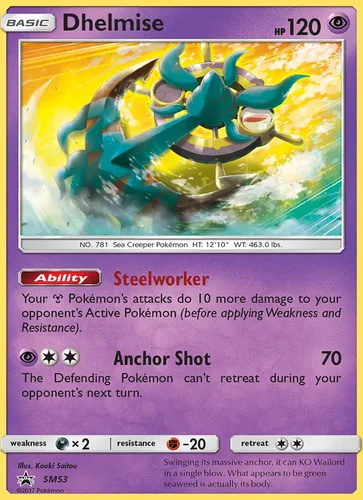 BASIC Dhelmise HP 120
NO. 781 Sea Creeper Pokémon HT: 12'10" WT: 463.0 lbs.
Ability Steelworker
Your Pokémon's attacks do 10 more damage to your
opponent's Active Pokémon (before applying Weakness and
Resistance).
Anchor Shot 70
The Defending Pokémon can't retreat during your
opponent's next turn.
weakness ×2 resistance -20 retreat
Illus. Kouki Saitou
SM53
©2017 Pokémon
Swinging its massive anchor, it can KO Wailord
in a single blow. What appears to be green
seaweed is actually its body.